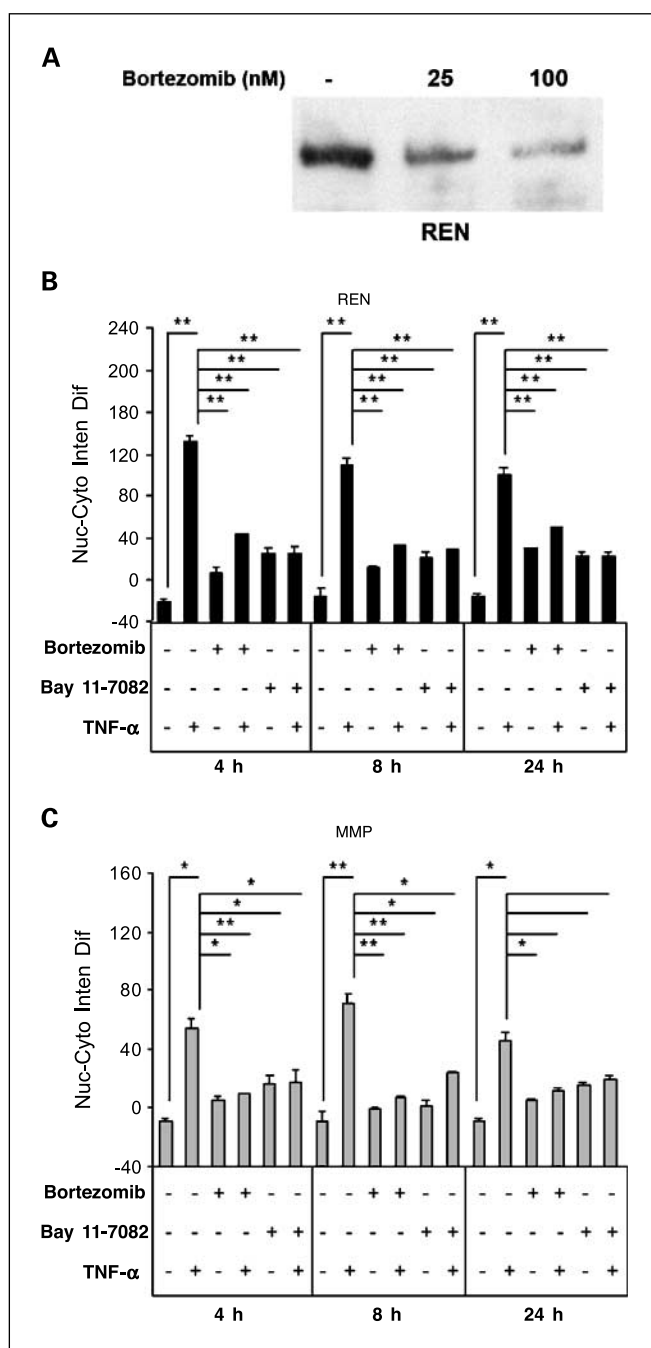 A
Bortezomib (nM) - 25 100
REN
B
REN
Nuc-Cyto Inten Dif
240
200
180
120
80
40
0
-40
** ** **
** ** **
** ** **
** ** **
** ** **
Bortezomib - - + + - - - - + + - - - - + + - -
Bay 11-7082 - - - - + + - - - - + + - - - - + +
TNF-α - + - + - + - + - + - + - + - + - +
4 h 8 h 24 h
C
MMP
Nuc-Cyto Inten Dif
160
120
80
40
0
-40
* ** *
* *
* *
** **
* ** *
Bortezomib - - + + - - - - + + - - - - + + - -
Bay 11-7082 - - - - + + - - - - + + - - - - + +
TNF-α - + - + - + - + - + - + - + - + - +
4 h 8 h 24 h